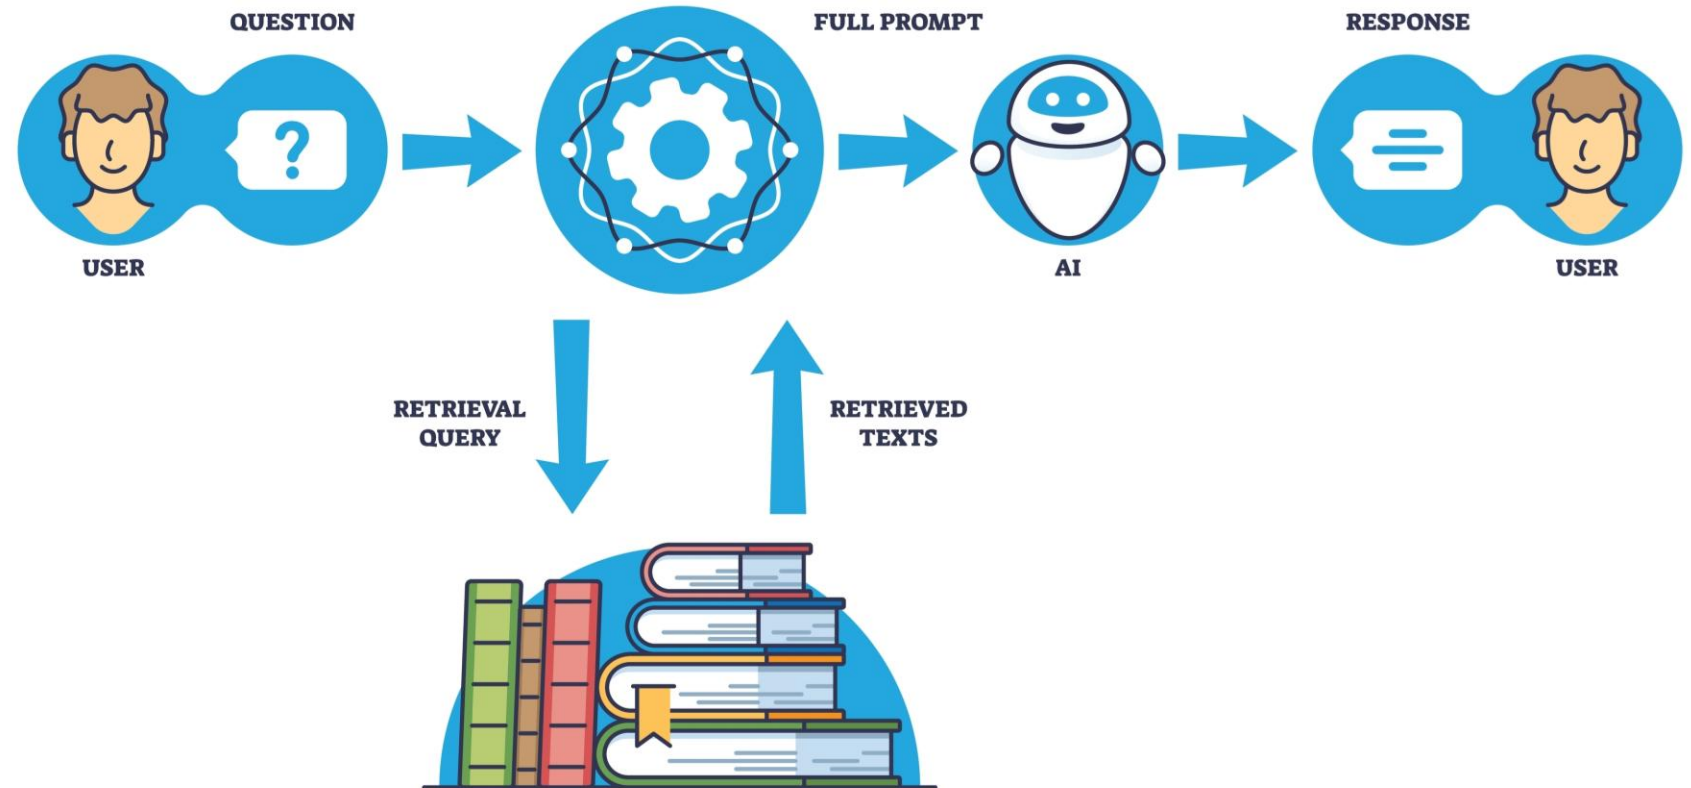 QUESTION
FULL PROMPT
RESPONSE
?
USER
AI
USER
RETRIEVAL
QUERY
RETRIEVED
TEXTS